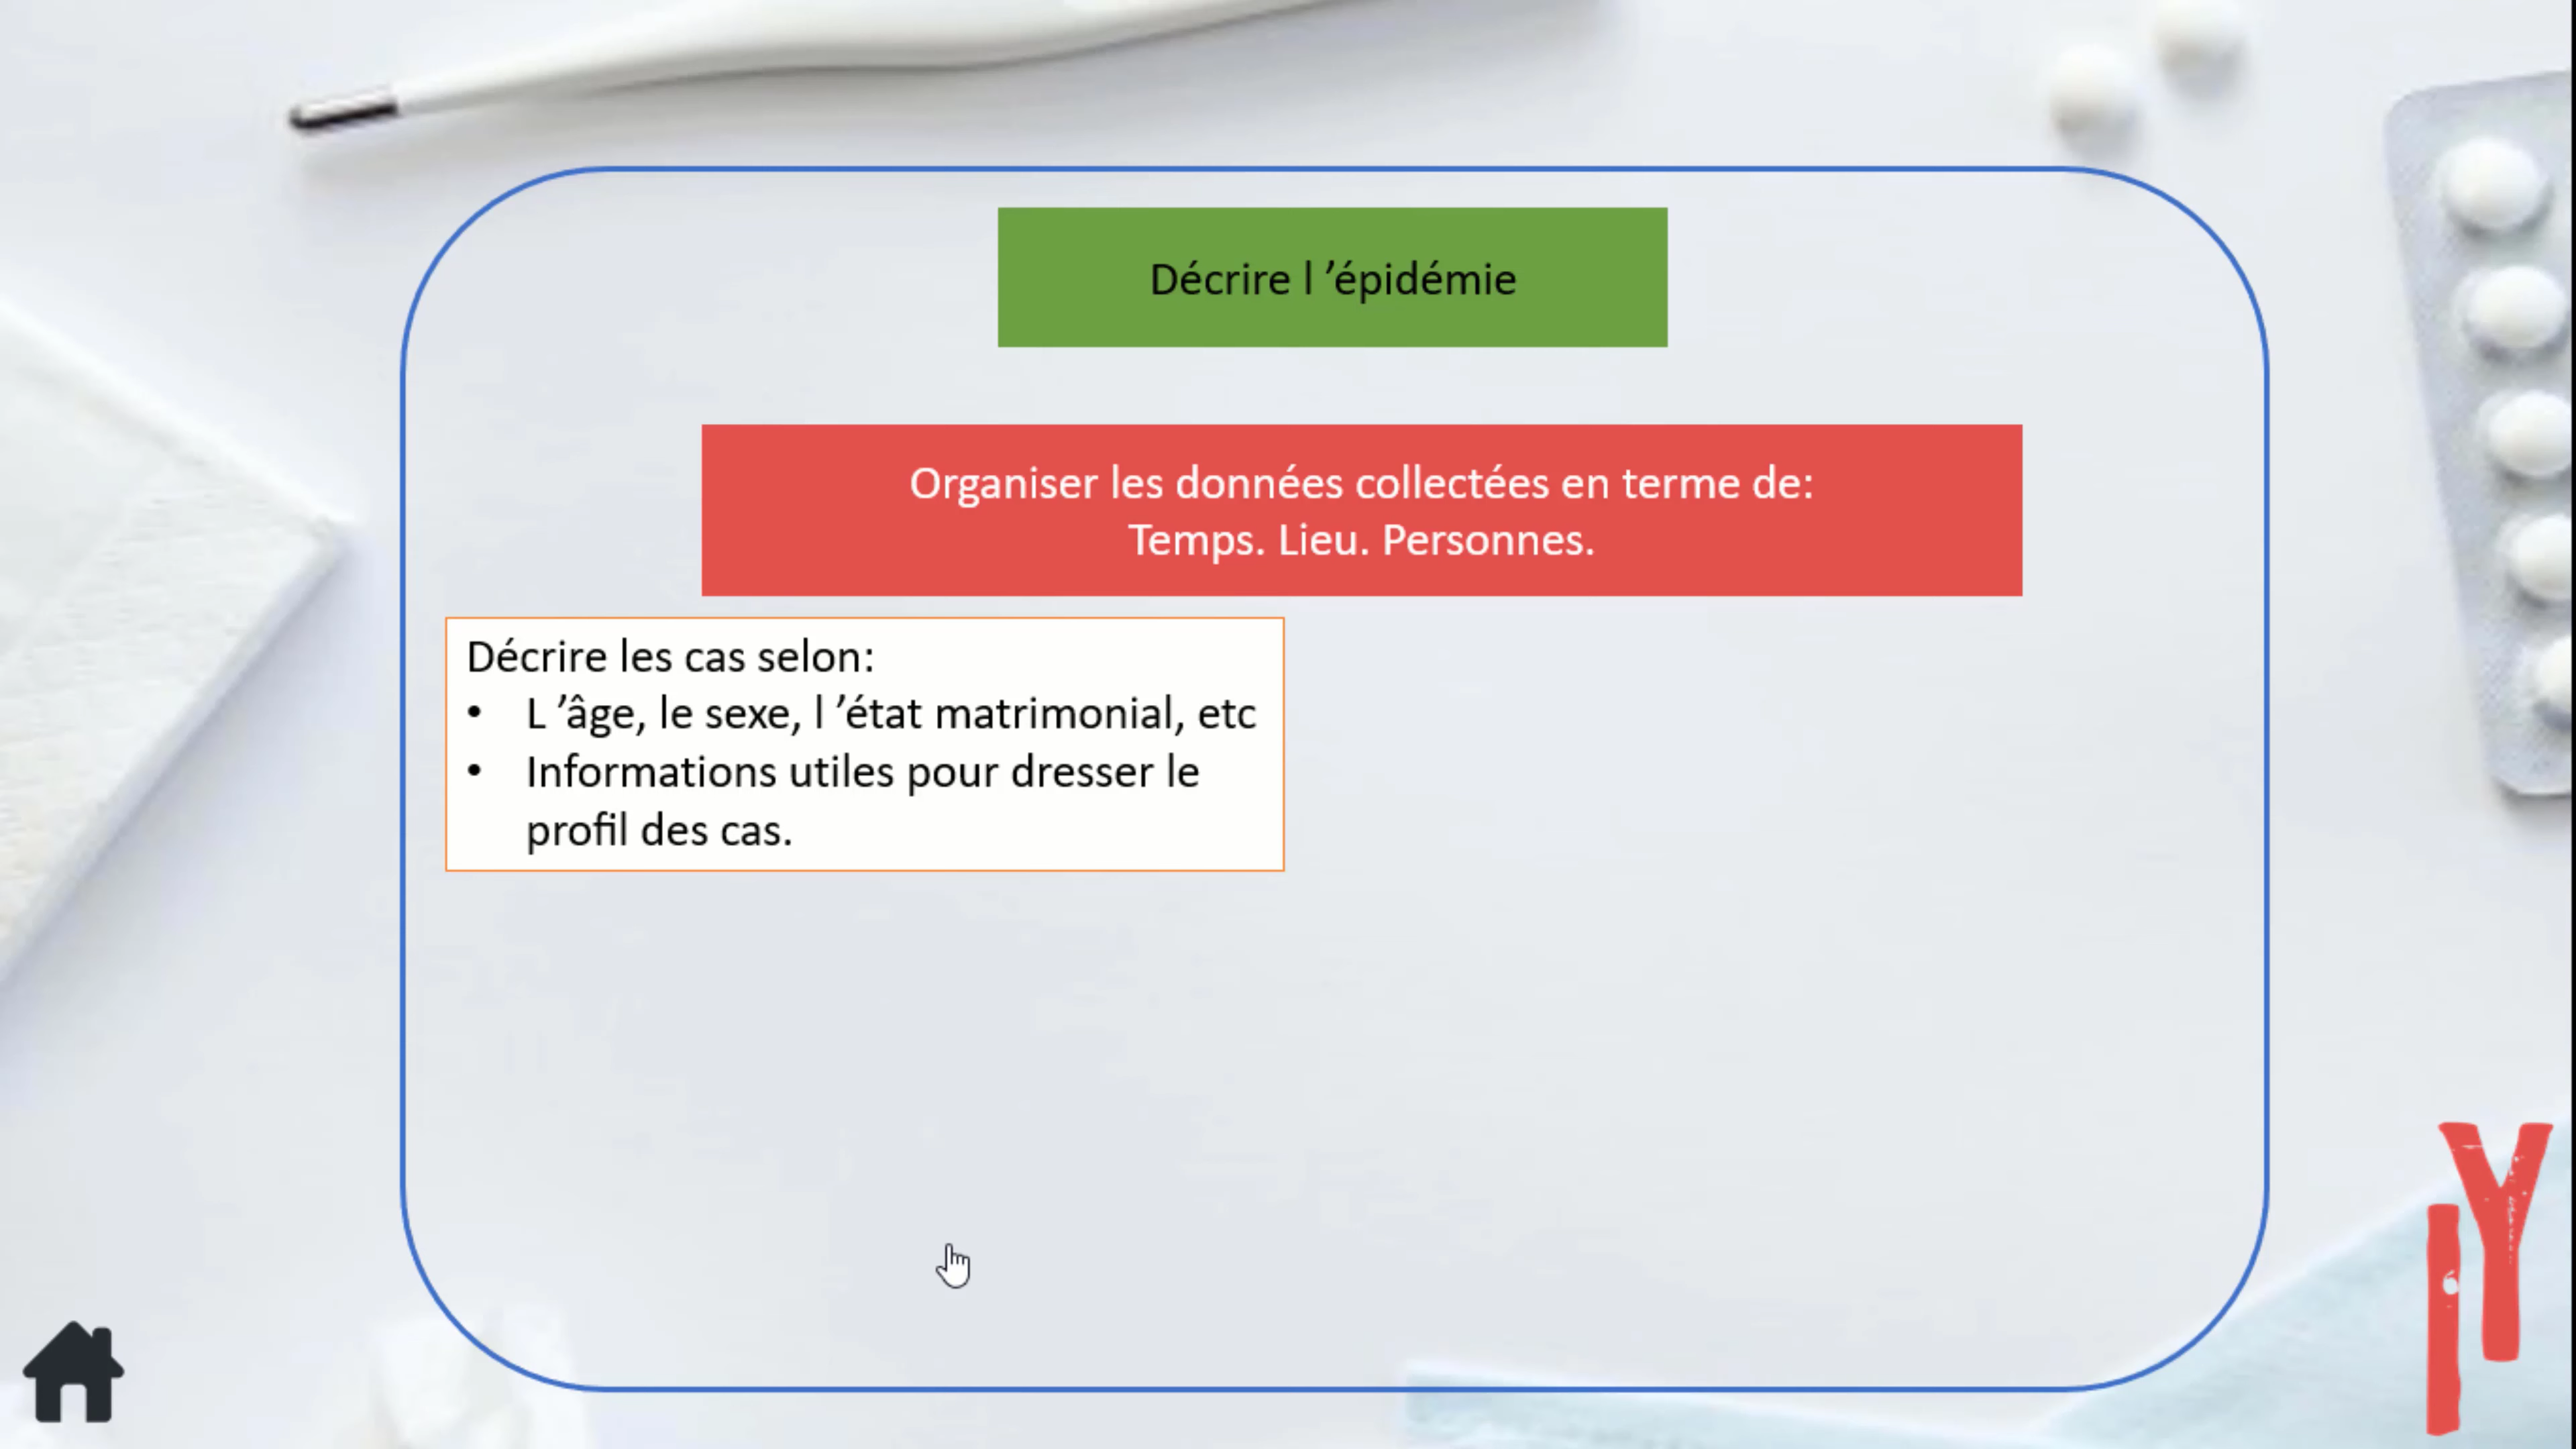 Décrire l ’épidémie
Organiser les données collectées en terme de:
Temps. Lieu. Personnes.
Décrire les cas selon:
• L ’âge, le sexe, l ’état matrimonial, etc
• Informations utiles pour dresser le
profil des cas.